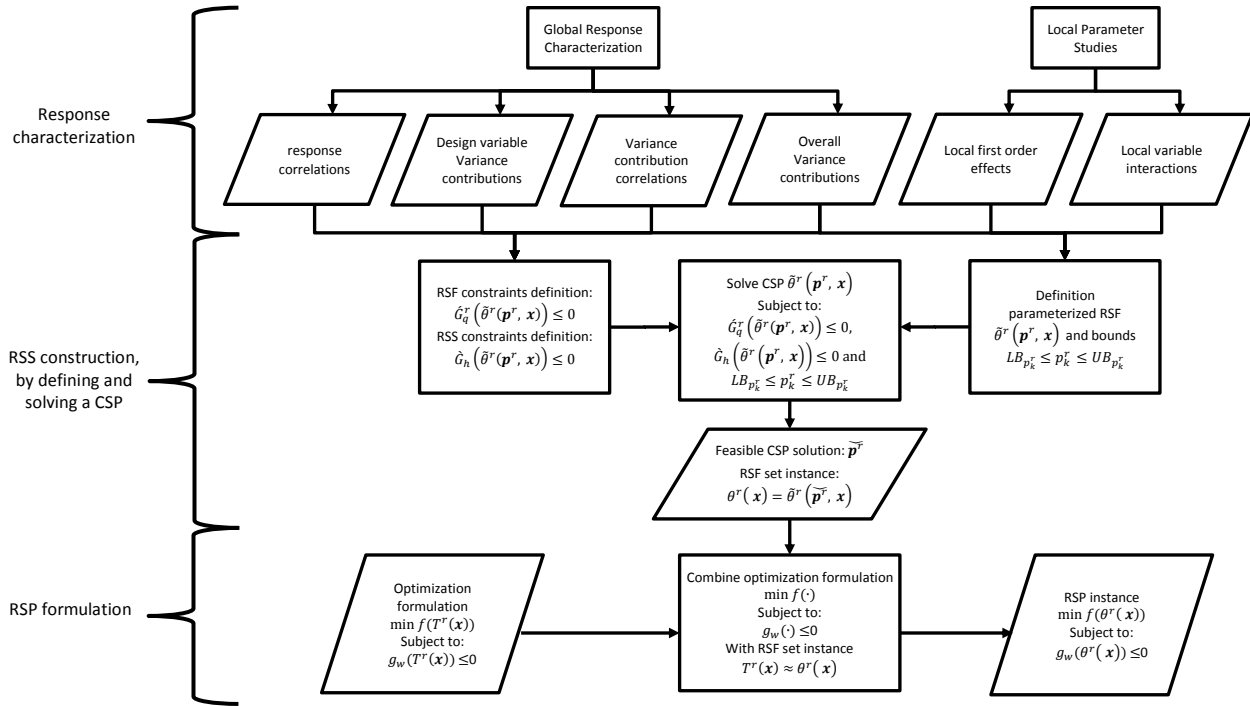 Global Response
Characterization
Local Parameter
Studies
Response
characterization
response
correlations
Design variable
Variance
contributions
Variance
contribution
correlations
Overall
Variance
contributions
Local first order
effects
Local variable
interactions
RSS construction,
by defining and
solving a CSP
RSF constraints definition:
Ǵ_q^r(θ̃^r(𝒑^r, 𝒙)) ≤ 0
RSS constraints definition:
G̀_h(θ̃^r(𝒑^r, 𝒙)) ≤ 0
Solve CSP θ̃^r(𝒑^r, 𝒙)
Subject to:
Ǵ_q^r(θ̃^r(𝒑^r, 𝒙)) ≤ 0,
G̀_h(θ̃^r(𝒑^r, 𝒙)) ≤ 0 and
LB_{p_k^r} ≤ p_k^r ≤ UB_{p_k^r}
Definition
parameterized RSF
θ̃^r(𝒑^r, 𝒙) and bounds
LB_{p_k^r} ≤ p_k^r ≤ UB_{p_k^r}
Feasible CSP solution: 𝒑̃^r
RSF set instance:
θ^r(𝒙) = θ̃^r(𝒑̃^r, 𝒙)
RSP formulation
Optimization
formulation
min f(T^r(𝒙))
Subject to:
g_w(T^r(𝒙)) ≤0
Combine optimization formulation
min f(·)
Subject to:
g_w(·) ≤0
With RSF set instance
T^r(𝒙) ≈ θ^r(𝒙)
RSP instance
min f(θ^r(𝒙))
Subject to:
g_w(θ^r(𝒙)) ≤0